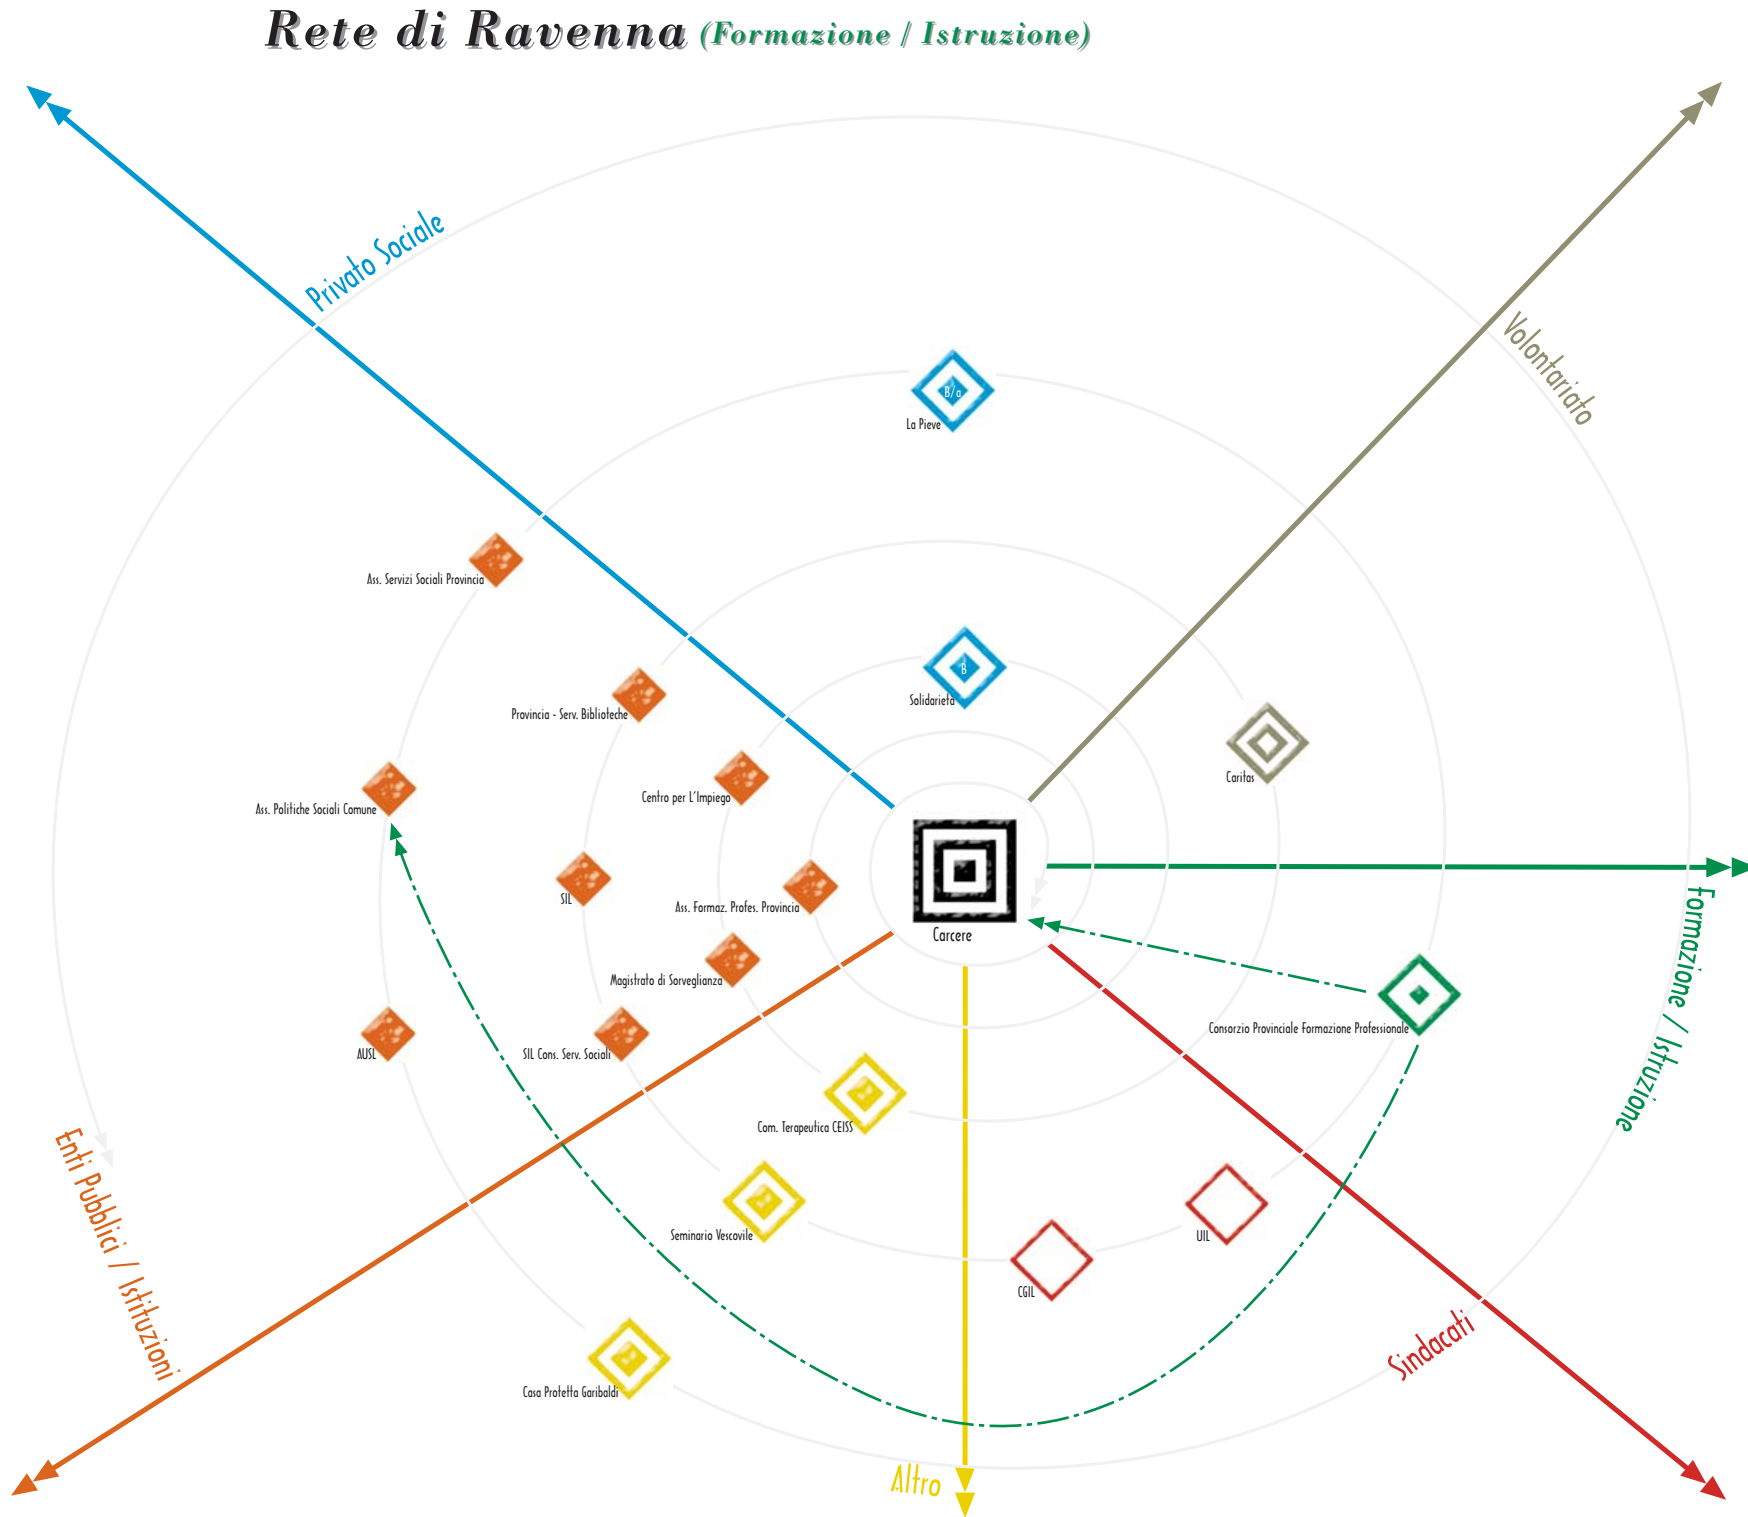 Rete di Ravenna (Formazione / Istruzione)
Privato Sociale
Volontariato
B/a
La Pieve
Ass. Servizi Sociali Provincia
B
Solidarietà
Provincia - Serv. Biblioteche
Caritas
Centro per L'Impiego
Ass. Politiche Sociali Comune
SIL
Ass. Formaz. Profes. Provincia
Carcere
Formazione / Istruzione
Magistrato di Sorveglianza
Consorzio Provinciale Formazione Professionale
AUSL
SIL Cons. Serv. Sociali
Com. Terapeutica CEISS
Enti Pubblici / Istituzioni
Seminario Vescovile
UIL
CGIL
Sindacati
Casa Protetta Garibaldi
Altro